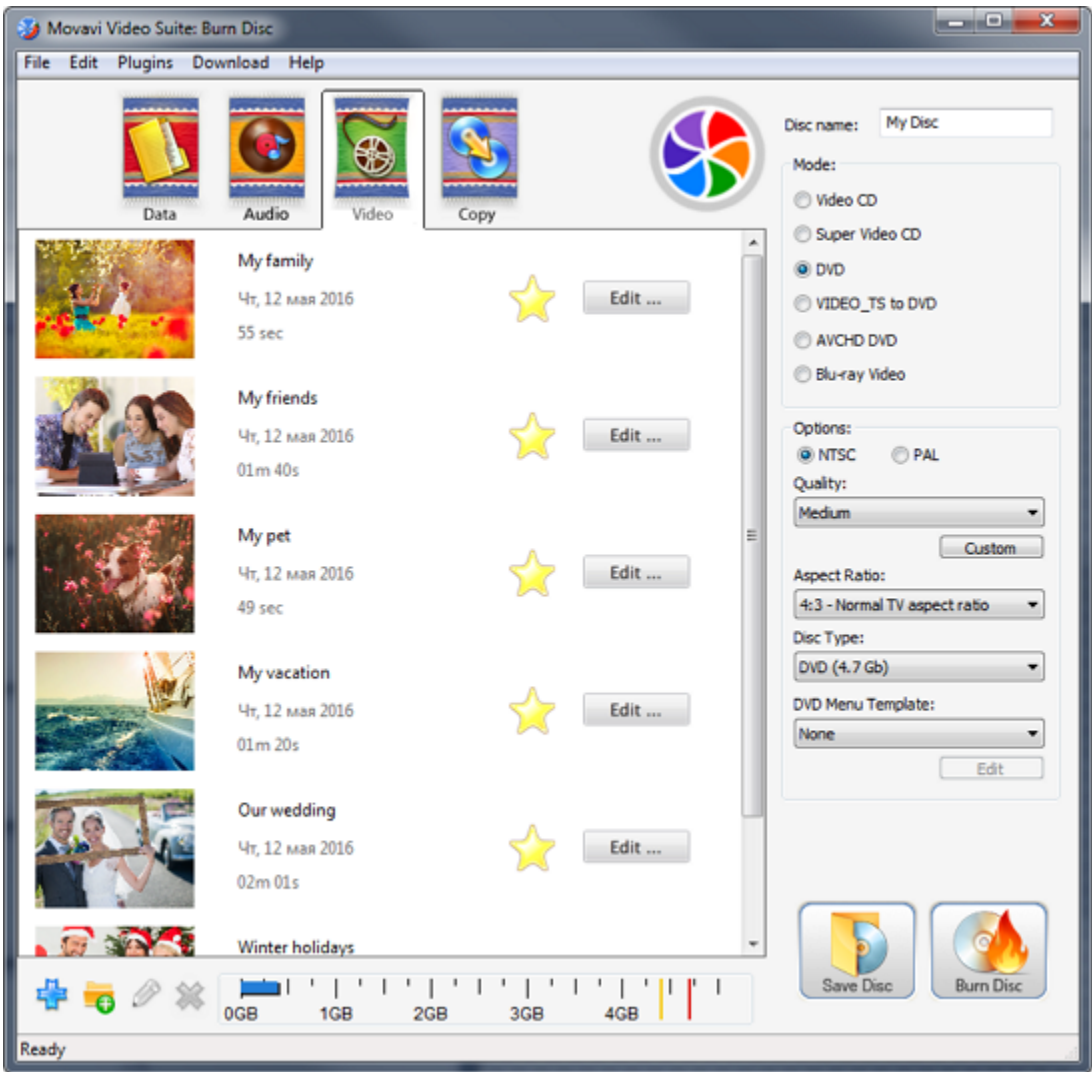 Movavi Video Suite: Burn Disc
File Edit Plugins Download Help
Data Audio Video Copy
My family
Чт, 12 мая 2016
55 sec
Edit ...
My friends
Чт, 12 мая 2016
01m 40s
Edit ...
My pet
Чт, 12 мая 2016
49 sec
Edit ...
My vacation
Чт, 12 мая 2016
01m 20s
Edit ...
Our wedding
Чт, 12 мая 2016
02m 01s
Edit ...
Winter holidays
0GB 1GB 2GB 3GB 4GB
Disc name: My Disc
Mode:
Video CD
Super Video CD
DVD
VIDEO_TS to DVD
AVCHD DVD
Blu-ray Video
Options:
NTSC PAL
Quality:
Medium
Custom
Aspect Ratio:
4:3 - Normal TV aspect ratio
Disc Type:
DVD (4.7 Gb)
DVD Menu Template:
None
Edit
Save Disc Burn Disc
Ready